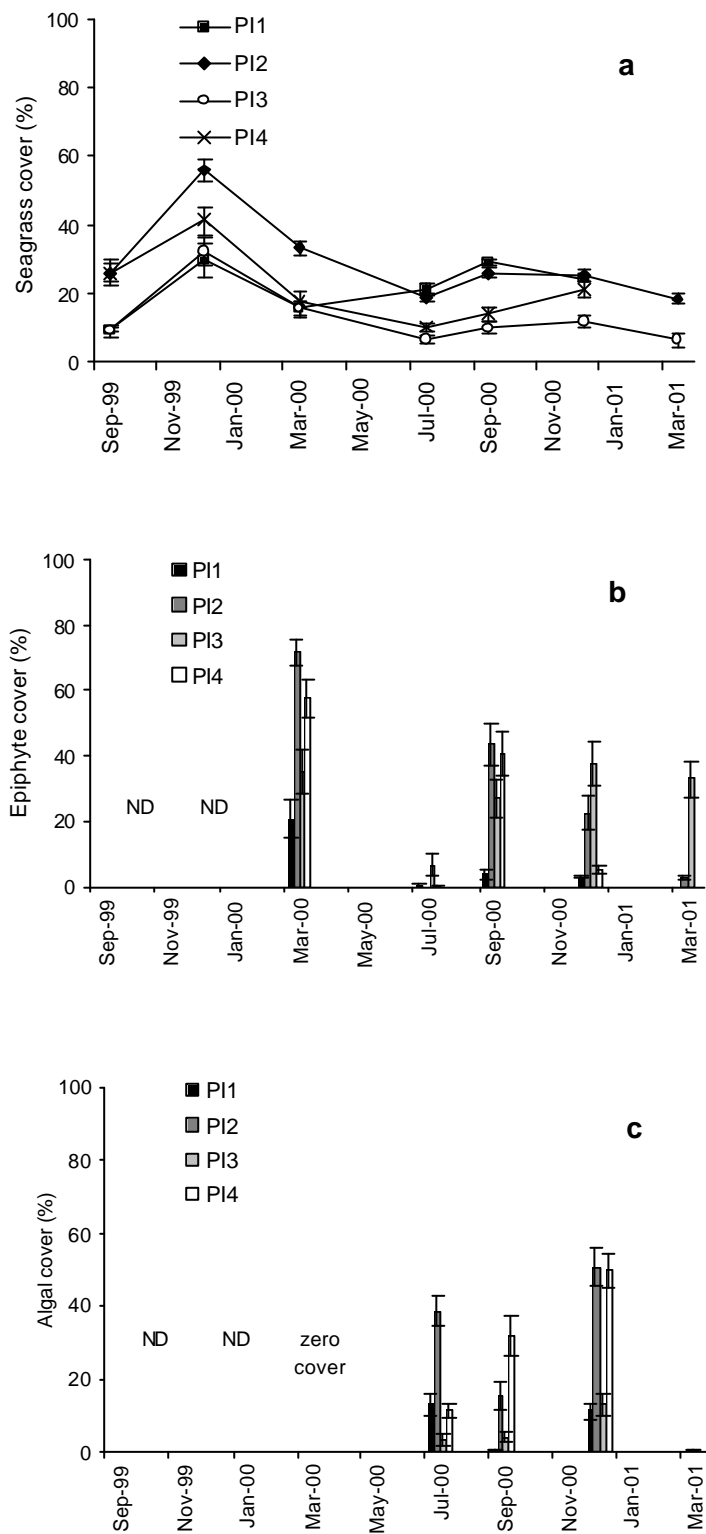 100
80
60
40
20
0
Seagrass cover (%)
PI1
PI2
PI3
PI4
a
Sep-99
Nov-99
Jan-00
Mar-00
May-00
Jul-00
Sep-00
Nov-00
Jan-01
Mar-01
100
80
60
40
20
0
Epiphyte cover (%)
PI1
PI2
PI3
PI4
b
ND
ND
Sep-99
Nov-99
Jan-00
Mar-00
May-00
Jul-00
Sep-00
Nov-00
Jan-01
Mar-01
100
80
60
40
20
0
Algal cover (%)
PI1
PI2
PI3
PI4
c
ND
ND
zero
cover
Sep-99
Nov-99
Jan-00
Mar-00
May-00
Jul-00
Sep-00
Nov-00
Jan-01
Mar-01